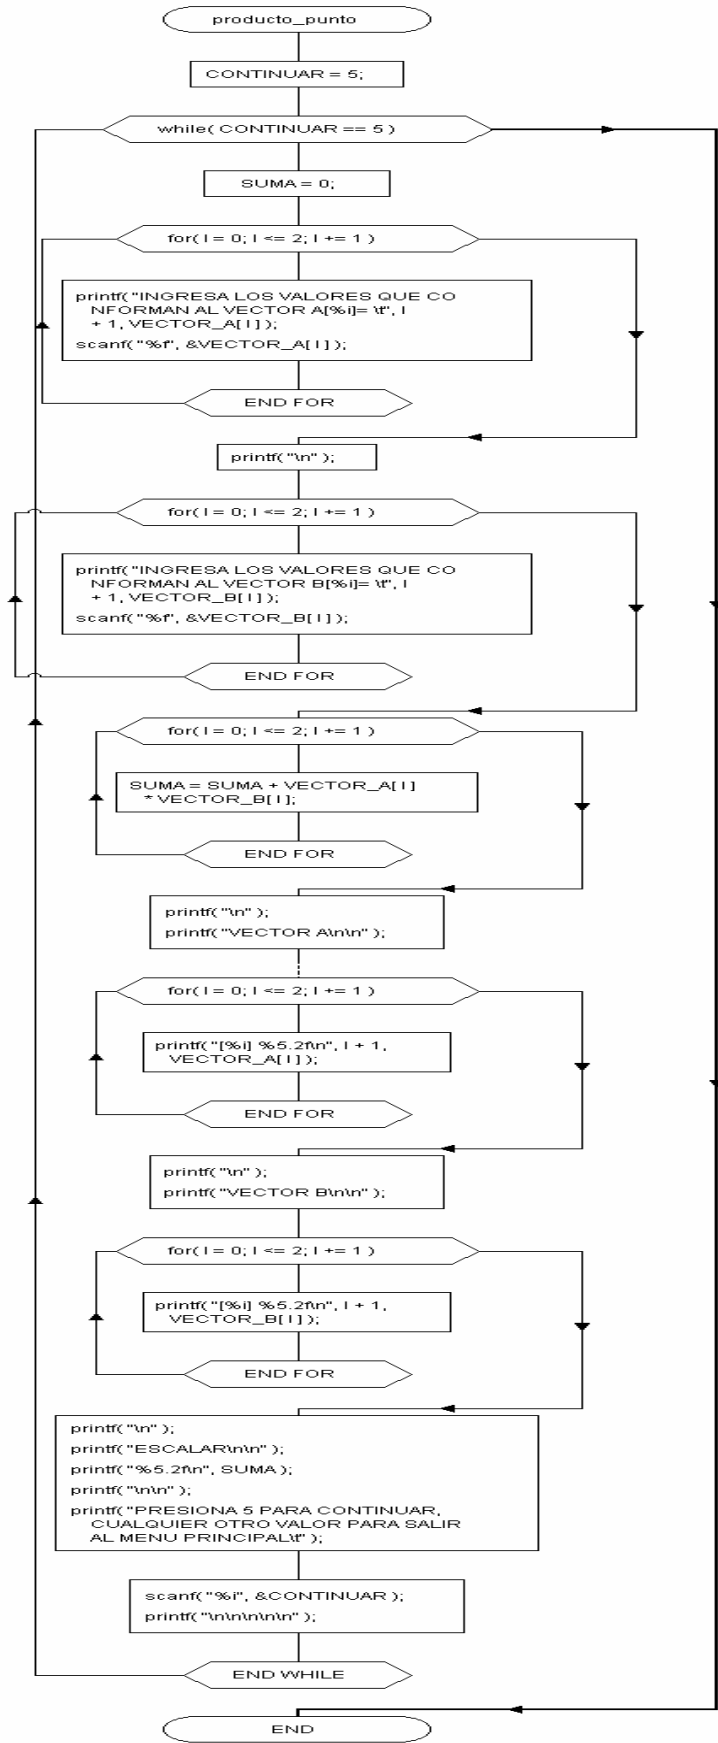 producto_punto
CONTINUAR = 5;
while( CONTINUAR == 5 )
SUMA = 0;
for( I = 0; I <= 2; I += 1 )
printf( "INGRESA LOS VALORES QUE CO
NFORMAN AL VECTOR A[%i]= \t", I
+ 1, VECTOR_A[ I ] );
scanf( "%f", &VECTOR_A[ I ] );
END FOR
printf( "\n" );
for( I = 0; I <= 2; I += 1 )
printf( "INGRESA LOS VALORES QUE CO
NFORMAN AL VECTOR B[%i]= \t", I
+ 1, VECTOR_B[ I ] );
scanf( "%f", &VECTOR_B[ I ] );
END FOR
for( I = 0; I <= 2; I += 1 )
SUMA = SUMA + VECTOR_A[ I ]
* VECTOR_B[ I ];
END FOR
printf( "\n" );
printf( "VECTOR A\n\n" );
for( I = 0; I <= 2; I += 1 )
printf( "[%i] %5.2f\n", I + 1,
VECTOR_A[ I ] );
END FOR
printf( "\n" );
printf( "VECTOR B\n\n" );
for( I = 0; I <= 2; I += 1 )
printf( "[%i] %5.2f\n", I + 1,
VECTOR_B[ I ] );
END FOR
printf( "\n" );
printf( "ESCALAR\n\n" );
printf( "%5.2f\n", SUMA );
printf( "\n\n" );
printf( "PRESIONA 5 PARA CONTINUAR,
CUALQUIER OTRO VALOR PARA SALIR
AL MENU PRINCIPAL\t" );
scanf( "%i", &CONTINUAR );
printf( "\n\n\n\n\n" );
END WHILE
END